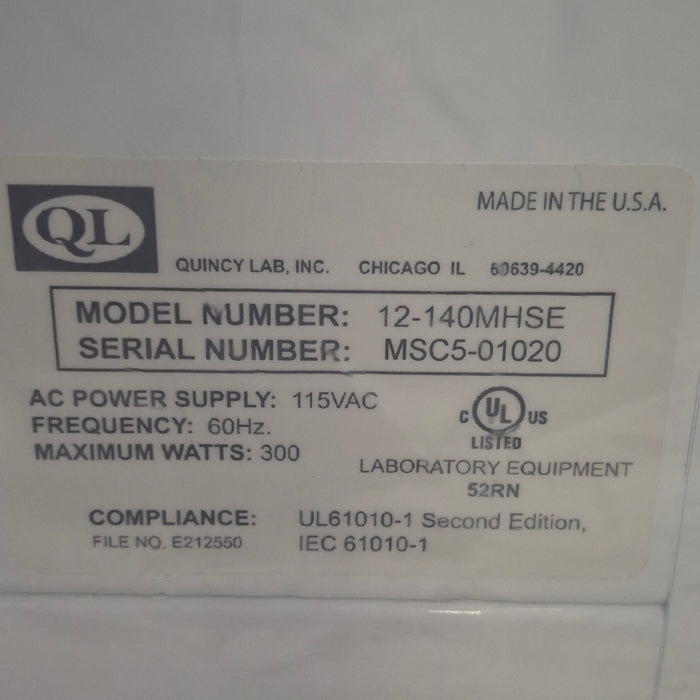 MADE IN THE U.S.A.
QL
QUINCY LAB, INC. CHICAGO IL 60639-4420
MODEL NUMBER: 12-140MHSE
SERIAL NUMBER: MSC5-01020
AC POWER SUPPLY: 115VAC
FREQUENCY: 60Hz.
MAXIMUM WATTS: 300
C UL US
LISTED
LABORATORY EQUIPMENT
52RN
COMPLIANCE: UL61010-1 Second Edition,
FILE NO. E212550 IEC 61010-1